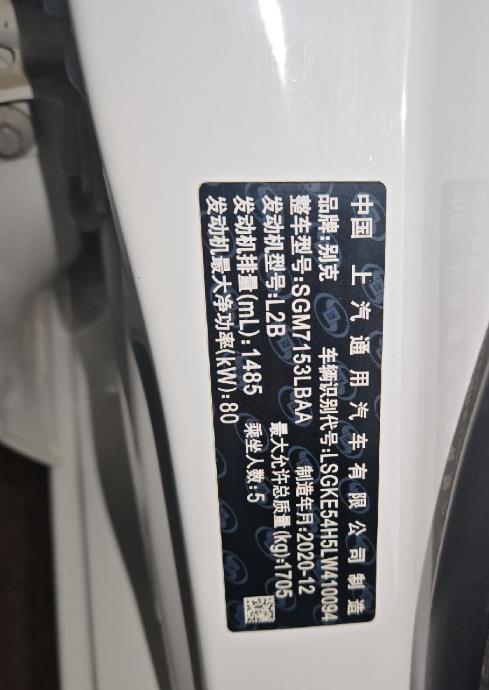 中国 上汽通用汽车有限公司制造
品牌:别克 车辆识别代号:LSGKE54H5LW410094
整车型号:SGM7153LBAA 制造年月:2020-12
发动机型号:L2B 最大允许总质量(kg):1705
发动机排量(mL):1485 乘坐人数:5
发动机最大净功率(kW):80